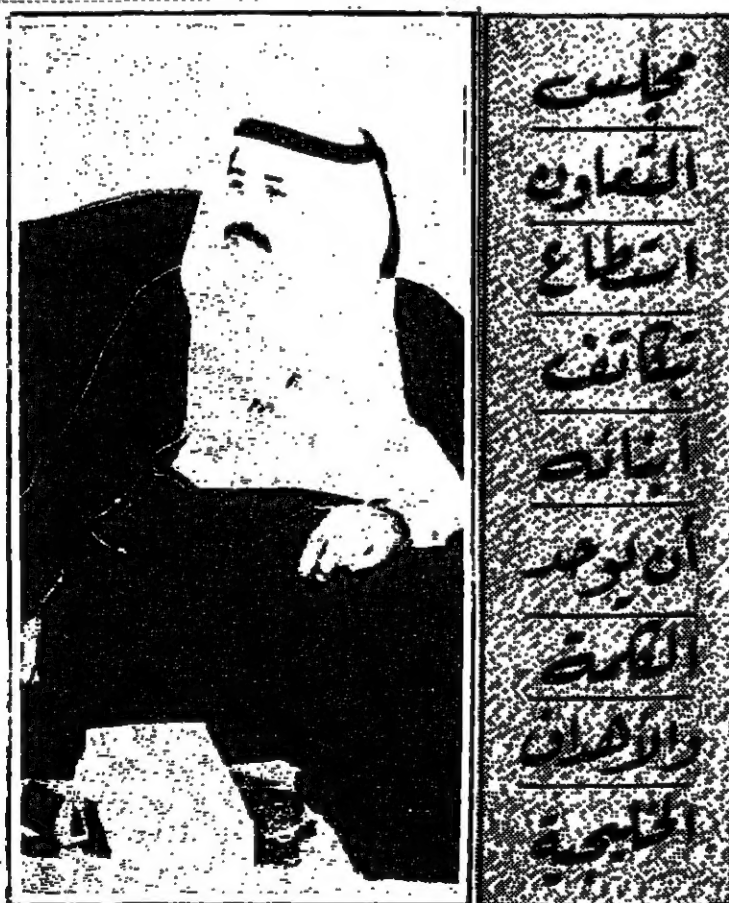 مجلس
التعاون
استطاع
بتكاتف
أبنائه
أن يوحد
الكلمة
والأهداف
الخليجية